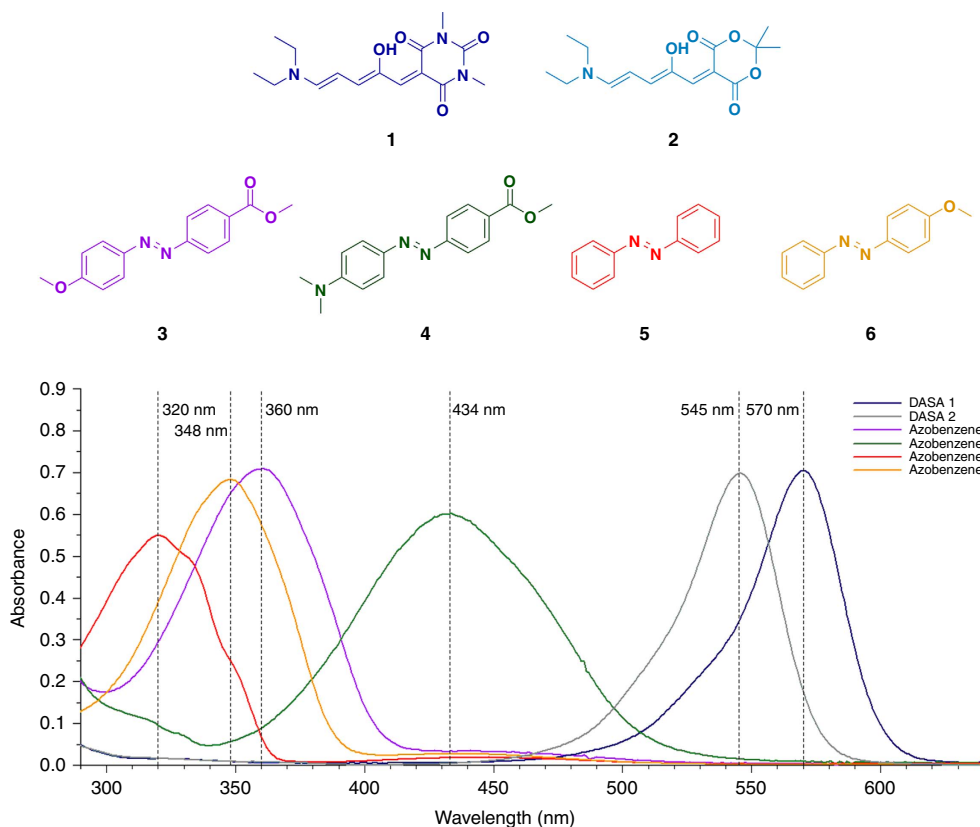 N
OH
O
N
O
N
O
1
N
OH
O
O
O
O
2
O
O
N
N
O
3
O
O
N
N
N
4
N
N
5
O
N
N
6
0.9
0.8
0.7
0.6
0.5
0.4
0.3
0.2
0.1
0.0
Absorbance
320 nm
348 nm
360 nm
434 nm
545 nm
570 nm
DASA 1
DASA 2
Azobenzene
Azobenzene
Azobenzene
Azobenzene
300
350
400
450
500
550
600
Wavelength (nm)